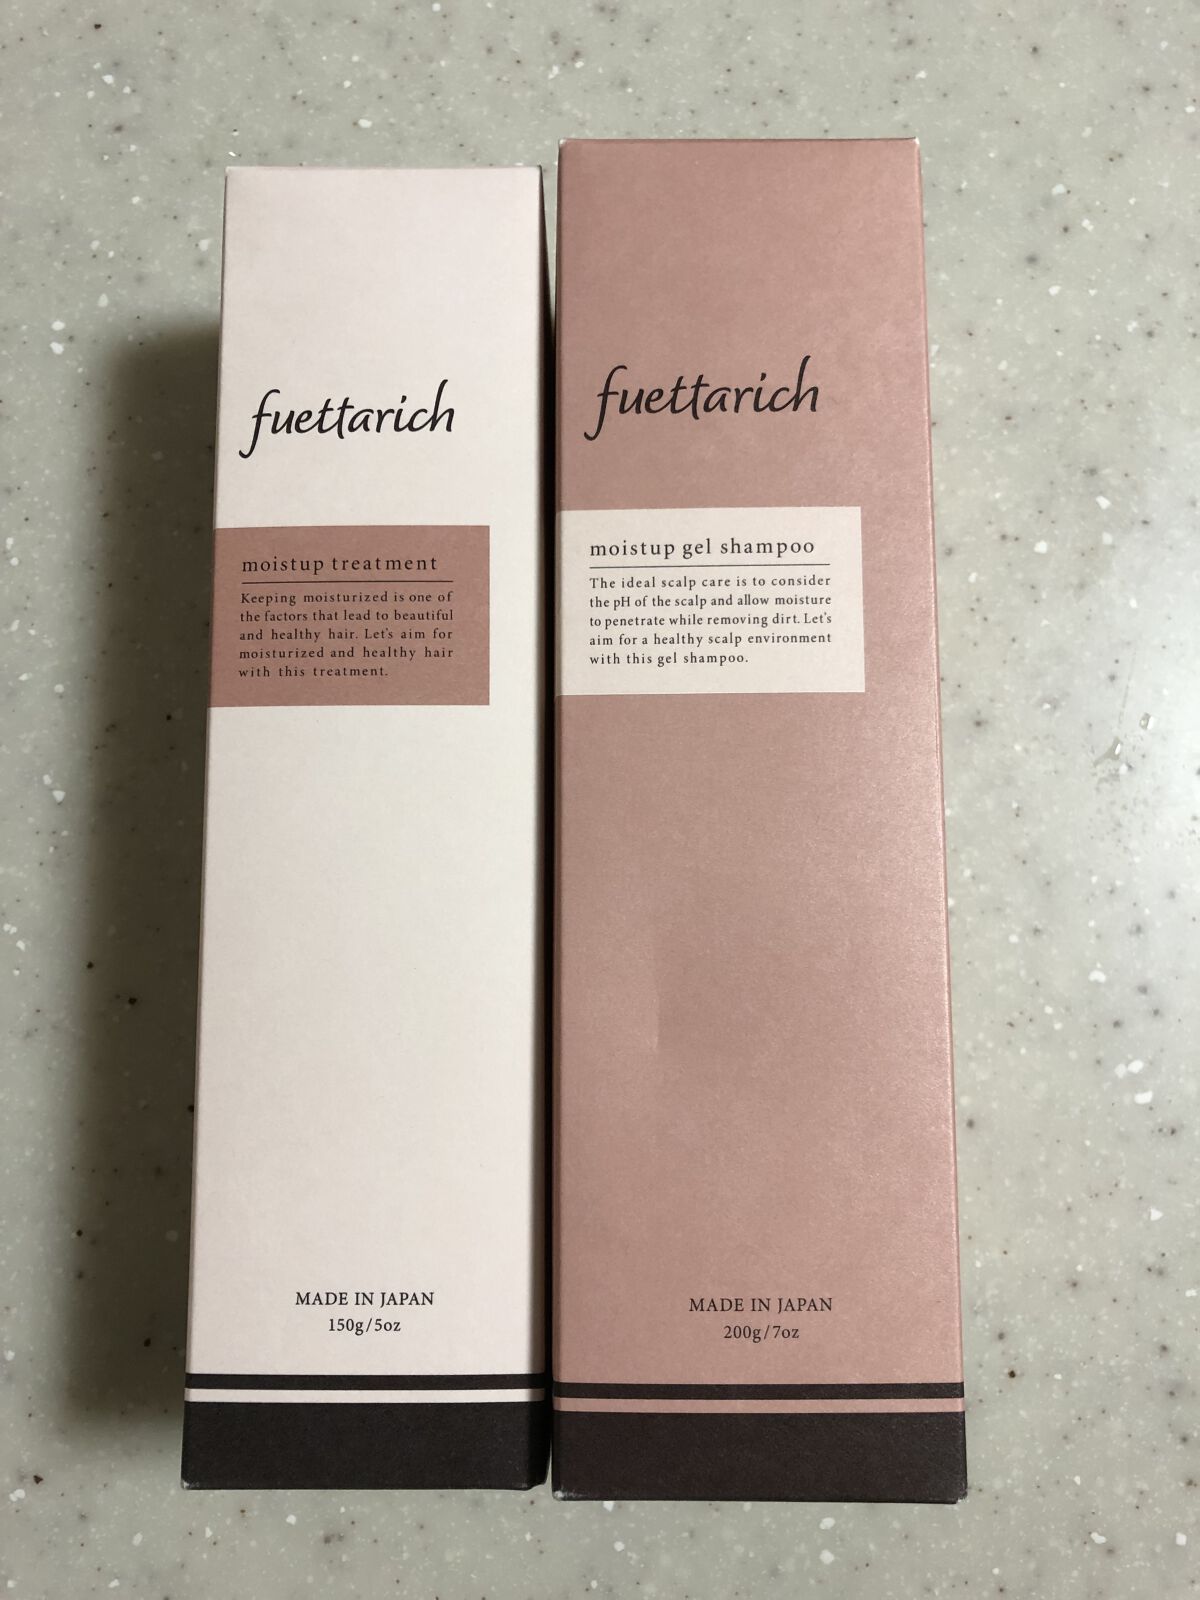 fuettarich
moistup treatment
Keeping moisturized is one of
the factors that lead to beautiful
and healthy hair. Let's aim for
moisturized and healthy hair
with this treatment.
MADE IN JAPAN
150g/5oz
fuettarich
moistup gel shampoo
The ideal scalp care is to consider
the pH of the scalp and allow moisture
to penetrate while removing dirt. Let's
aim for a healthy scalp environment
with this gel shampoo.
MADE IN JAPAN
200g/7oz